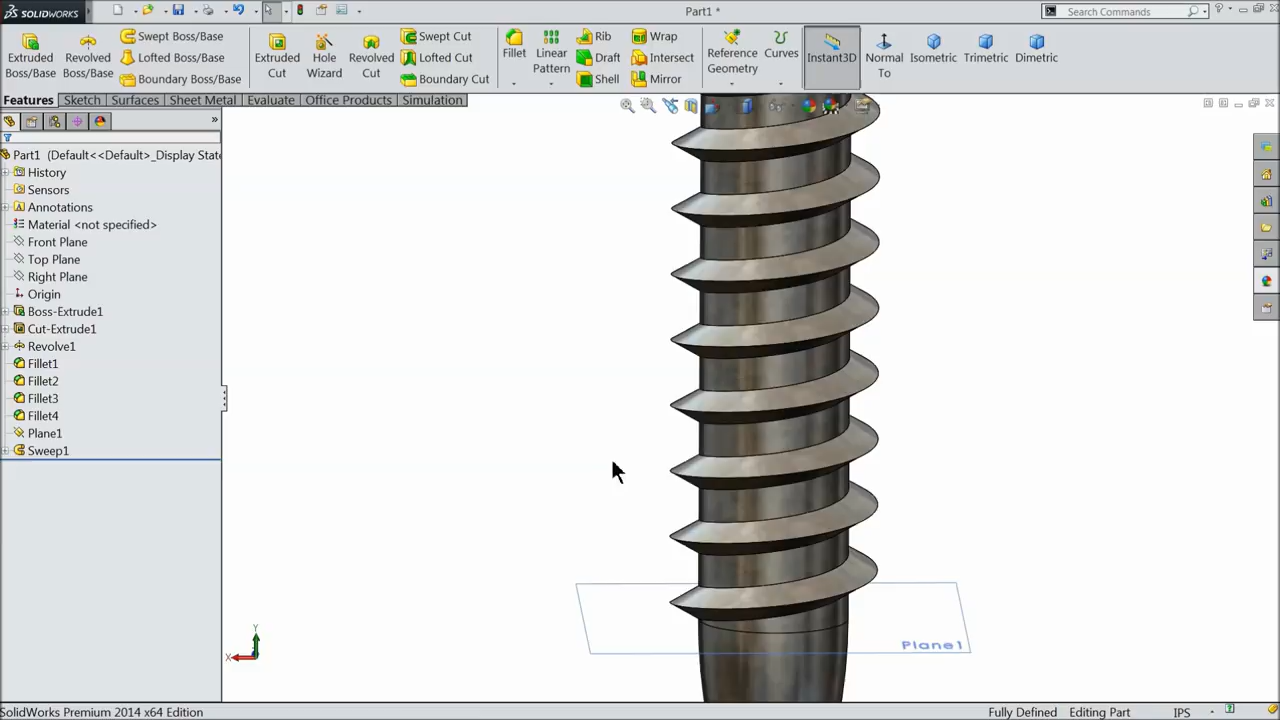 SOLIDWORKS
Part1 *
Search Commands
Extruded Boss/Base
Revolved Boss/Base
Swept Boss/Base
Lofted Boss/Base
Boundary Boss/Base
Extruded Cut
Hole Wizard
Revolved Cut
Swept Cut
Lofted Cut
Boundary Cut
Fillet
Linear Pattern
Rib
Draft
Shell
Wrap
Intersect
Mirror
Reference Geometry
Curves
Instant3D
Normal To
Isometric
Trimetric
Dimetric
Features Sketch Surfaces Sheet Metal Evaluate Office Products Simulation
Part1 (Default<<Default>_Display State
History
Sensors
Annotations
Material <not specified>
Front Plane
Top Plane
Right Plane
Origin
Boss-Extrude1
Cut-Extrude1
Revolve1
Fillet1
Fillet2
Fillet3
Fillet4
Plane1
Sweep1
Plane1
Y
X
SolidWorks Premium 2014 x64 Edition
Fully Defined Editing Part IPS